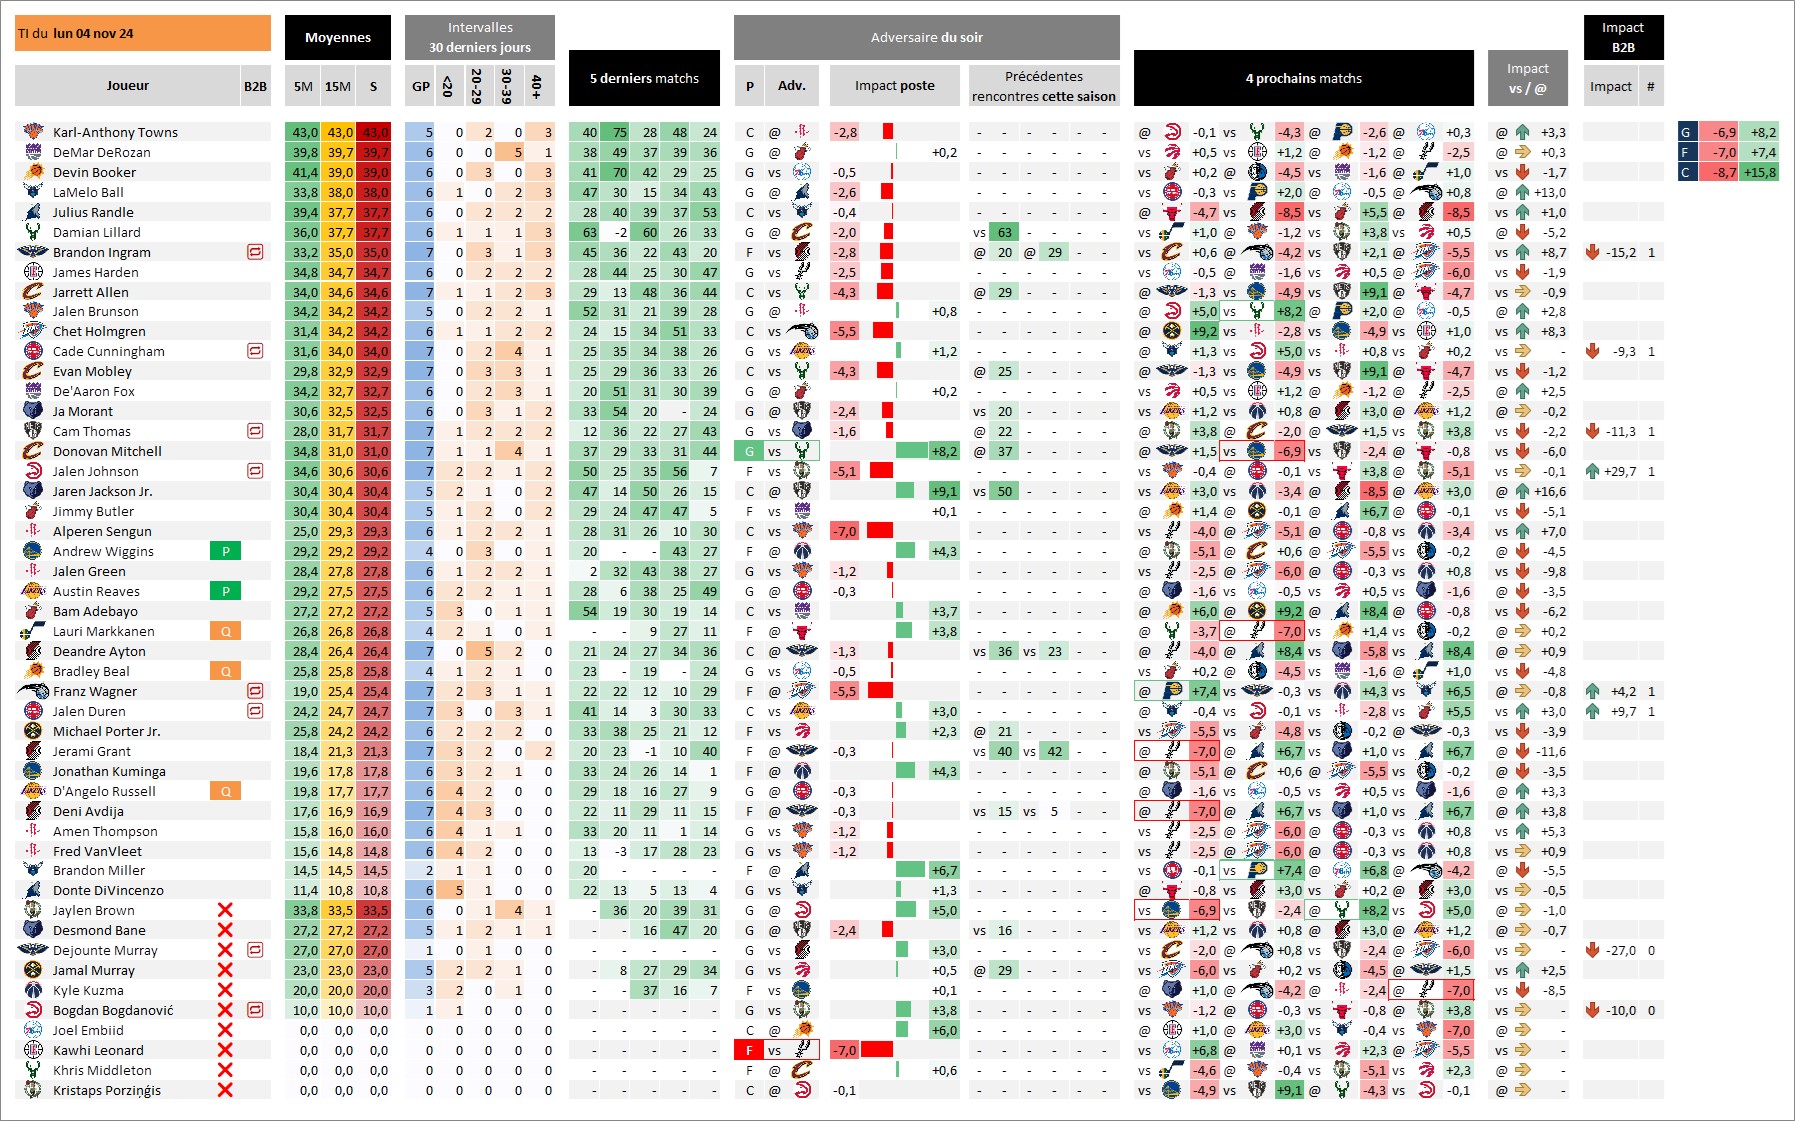 TI du lun 04 nov 24
Moyennes
Intervalles
30 derniers jours
5 derniers matchs
Adversaire du soir
4 prochains matchs
Impact
vs / @
Impact
B2B
Joueur B2B 5M 15M S GP <20 20-29 30-39 40+ P Adv. Impact poste Précédentes rencontres cette saison Impact #
Karl-Anthony Towns 43,0 43,0 43,0 5 0 2 0 3 40 75 28 48 24 C @ -2,8 - - - - - - @ -0,1 vs -4,3 @ -2,6 @ +0,3 @ +3,3
G -6,9 +8,2
DeMar DeRozan 39,8 39,7 39,7 6 0 0 5 1 38 49 37 39 36 G @ +0,2 - - - - - - vs +0,5 vs +1,2 @ -1,2 @ -2,5 @ +0,3
F -7,0 +7,4
Devin Booker 41,4 39,0 39,0 6 0 3 0 3 41 70 42 29 25 G vs -0,5 - - - - - - vs +0,2 @ -4,5 vs -1,6 @ +1,0 vs -1,7
C -8,7 +15,8
LaMelo Ball 33,8 38,0 38,0 6 1 0 2 3 47 30 15 34 43 G @ -2,6 - - - - - - vs -0,3 vs +2,0 @ -0,5 @ +0,8 @ +13,0
Julius Randle 39,4 37,7 37,7 6 0 2 2 2 28 40 39 37 53 C vs -0,4 - - - - - - @ -4,7 vs -8,5 vs +5,5 @ -8,5 vs +1,0
Damian Lillard 36,0 37,7 37,7 6 1 1 1 3 63 -2 60 26 33 G @ -2,0 vs 63 - - - - vs +1,0 @ -1,2 vs +3,8 vs +0,5 @ -5,2
Brandon Ingram 33,2 35,0 35,0 7 0 3 1 3 45 36 22 43 20 F vs -2,8 @ 20 @ 29 - - vs +0,6 @ -4,2 vs +2,1 @ -5,5 vs +8,7 -15,2 1
James Harden 34,8 34,7 34,7 6 0 2 2 2 28 44 25 30 47 G vs -2,5 - - - - - - vs -0,5 @ -1,6 vs +0,5 @ -6,0 vs -1,9
Jarrett Allen 34,0 34,6 34,6 7 1 1 2 3 29 13 48 36 44 C vs -4,3 @ 29 - - - - @ -1,3 vs -4,9 vs +9,1 @ -4,7 vs -0,9
Jalen Brunson 34,2 34,2 34,2 5 0 2 2 1 52 31 21 39 28 G @ +0,8 - - - - - - @ +5,0 vs +8,2 @ +2,0 @ -0,5 @ +2,8
Chet Holmgren 31,4 34,2 34,2 6 1 1 2 2 24 15 34 51 33 C vs -5,5 - - - - - - @ +9,2 vs -2,8 @ -4,9 vs +1,0 vs +8,3
Cade Cunningham 31,6 34,0 34,0 7 0 2 4 1 25 35 34 38 26 G vs +1,2 - - - - - - @ +1,3 vs +5,0 vs +0,8 @ +0,2 vs - -9,3 1
Evan Mobley 29,8 32,9 32,9 7 0 3 3 1 25 29 36 33 26 C vs -4,3 @ 25 - - - - @ -1,3 vs -4,9 vs +9,1 @ -4,7 vs -1,2
De'Aaron Fox 34,2 32,7 32,7 6 0 3 2 1 20 51 31 30 39 G @ +0,2 - - - - - - vs +0,5 vs +1,2 @ -1,2 @ -2,5 @ +2,5
Ja Morant 30,6 32,5 32,5 6 0 3 1 2 33 54 20 - 24 G @ -2,4 vs 20 - - - - vs +1,2 vs +0,8 @ +3,0 @ +1,2 @ -0,2
Cam Thomas 28,0 31,7 31,7 7 1 2 2 2 12 36 22 27 43 G vs -1,6 @ 22 - - - - @ +3,8 @ -2,0 @ +1,5 vs +3,8 vs -2,2 -11,3 1
Donovan Mitchell 34,8 31,0 31,0 7 1 1 4 1 37 29 33 31 44 G vs +8,2 @ 37 - - - - @ +1,5 vs -6,9 vs -2,4 @ -0,8 vs -6,0
Jalen Johnson 34,6 30,6 30,6 7 2 2 1 2 50 25 35 56 7 F vs -5,1 - - - - - - vs -0,4 @ -0,1 vs +3,8 @ -5,1 vs -0,1 +29,7 1
Jaren Jackson Jr. 30,4 30,4 30,4 5 2 1 0 2 47 14 50 26 15 C @ +9,1 vs 50 - - - - vs +3,0 vs -3,4 @ -8,5 @ +3,0 @ +16,6
Jimmy Butler 30,4 30,4 30,4 5 1 2 0 2 29 24 47 47 5 F vs +0,1 - - - - - - @ +1,4 @ -0,1 @ +6,7 @ -0,1 vs -5,1
Alperen Sengun 25,0 29,3 29,3 6 1 2 2 1 28 31 26 10 30 C vs -7,0 - - - - - - vs -4,0 @ -5,1 @ -0,8 vs -3,4 vs +7,0
Andrew Wiggins P 29,2 29,2 29,2 4 0 3 0 1 20 - - 43 27 F @ +4,3 - - - - - - @ -5,1 @ +0,6 @ -5,5 vs -0,2 @ -4,5
Jalen Green 28,4 27,8 27,8 6 1 2 2 1 2 32 43 38 27 G vs -1,2 - - - - - - vs -2,5 @ -6,0 @ -0,3 vs +0,8 vs -9,8
Austin Reaves P 29,2 27,5 27,5 6 1 3 1 1 28 6 38 25 49 G @ -0,3 - - - - - - @ -1,6 vs -0,5 vs +0,5 @ -1,6 @ -3,5
Bam Adebayo 27,2 27,2 27,2 5 3 0 1 1 54 19 30 19 14 C vs +3,7 - - - - - - @ +6,0 @ +9,2 @ +8,4 @ -0,8 vs -6,2
Lauri Markkanen Q 26,8 26,8 26,8 4 2 1 0 1 - - 9 27 11 F @ +3,8 - - - - - - @ -3,7 @ -7,0 vs +1,4 @ -0,2 @ +0,2
Deandre Ayton 28,4 26,4 26,4 7 0 5 2 0 21 24 27 34 36 C @ -1,3 vs 36 vs 23 - - @ -4,0 @ +8,4 vs -5,8 vs +8,4 @ +0,9
Bradley Beal Q 25,8 25,8 25,8 4 1 2 1 0 23 - 19 - 24 G vs -0,5 - - - - - - vs +0,2 @ -4,5 vs -1,6 @ +1,0 vs -4,8
Franz Wagner 19,0 25,4 25,4 7 2 3 1 1 22 22 12 10 29 F @ -5,5 - - - - - - @ +7,4 vs -0,3 vs +4,3 vs +6,5 @ -0,8 +4,2 1
Jalen Duren 24,2 24,7 24,7 7 3 0 3 1 41 14 3 30 33 C vs +3,0 - - - - - - @ -0,4 vs -0,1 vs -2,8 @ +5,5 vs +3,0 +9,7 1
Michael Porter Jr. 25,8 24,2 24,2 6 2 2 2 0 33 38 25 21 12 F vs +2,3 @ 21 - - - - vs -5,5 vs -4,8 @ -0,2 @ -0,3 vs -3,9
Jerami Grant 18,4 21,3 21,3 7 3 2 0 2 20 23 -1 10 40 F @ -0,3 vs 40 vs 42 - - @ -7,0 @ +6,7 vs +1,0 vs +6,7 @ -11,6
Jonathan Kuminga 19,6 17,8 17,8 6 3 2 1 0 33 24 26 14 1 F @ +4,3 - - - - - - @ -5,1 @ +0,6 @ -5,5 vs -0,2 @ -3,5
D'Angelo Russell Q 19,8 17,7 17,7 6 4 2 0 0 29 18 16 27 9 G @ -0,3 - - - - - - @ -1,6 vs -0,5 vs +0,5 @ -1,6 @ +3,3
Deni Avdija 17,6 16,9 16,9 7 4 3 0 0 22 11 29 11 15 F @ -0,3 vs 15 vs 5 - - @ -7,0 @ +6,7 vs +1,0 vs +6,7 @ +3,8
Amen Thompson 15,8 16,0 16,0 6 4 1 1 0 33 20 11 1 14 G vs -1,2 - - - - - - vs -2,5 @ -6,0 @ -0,3 vs +0,8 vs +5,3
Fred VanVleet 15,6 14,8 14,8 6 4 2 0 0 13 -3 17 28 23 G vs -1,2 - - - - - - vs -2,5 @ -6,0 @ -0,3 vs +0,8 vs +0,9
Brandon Miller 14,5 14,5 14,5 2 1 1 0 0 20 - - - - F @ +6,7 - - - - - - vs -0,1 vs +7,4 @ +6,8 @ -4,2 @ -5,5
Donte DiVincenzo 11,4 10,8 10,8 6 5 1 0 0 22 13 5 13 4 G vs +1,3 - - - - - - @ -0,8 vs +3,0 vs +0,2 @ +3,0 vs -0,5
Jaylen Brown 33,8 33,5 33,5 6 0 1 4 1 - 36 20 39 31 G @ +5,0 - - - - - - vs -6,9 vs -2,4 @ +8,2 vs +5,0 @ -1,0
Desmond Bane 27,2 27,2 27,2 5 1 2 1 1 - - 16 47 20 G @ -2,4 vs 16 - - - - vs +1,2 vs +0,8 @ +3,0 @ +1,2 @ -0,7
Dejounte Murray 27,0 27,0 27,0 1 0 1 0 0 - - - - - G vs +3,0 - - - - - - vs -2,0 @ +0,8 vs -2,4 @ -6,0 vs - -27,0 0
Jamal Murray 23,0 23,0 23,0 5 2 2 1 0 - 8 27 29 34 G vs +0,5 @ 29 - - - - vs -6,0 vs +0,2 @ -4,5 @ +1,5 vs +2,5
Kyle Kuzma 20,0 20,0 20,0 3 2 0 1 0 - - 37 16 7 F vs +0,1 - - - - - - @ +1,0 @ -4,2 @ -2,4 @ -7,0 vs -8,5
Bogdan Bogdanović 10,0 10,0 10,0 1 1 0 0 0 - - - - - G vs +3,8 - - - - - - vs -1,2 @ -0,3 vs -0,8 @ +3,8 vs - -10,0 0
Joel Embiid 0,0 0,0 0,0 0 0 0 0 0 - - - - - C @ +6,0 - - - - - - @ +1,0 @ +3,0 vs -0,4 vs -7,0 @ -
Kawhi Leonard 0,0 0,0 0,0 0 0 0 0 0 - - - - - F vs -7,0 - - - - - - vs +6,8 @ +0,1 vs +2,3 @ -5,5 vs -
Khris Middleton 0,0 0,0 0,0 0 0 0 0 0 - - - - - F @ +0,6 - - - - - - vs -4,6 @ -0,4 vs -5,1 vs +2,3 @ -
Kristaps Porziņģis 0,0 0,0 0,0 0 0 0 0 0 - - - - - C @ -0,1 - - - - - - vs -4,9 vs +9,1 @ -4,3 vs -0,1 @ -